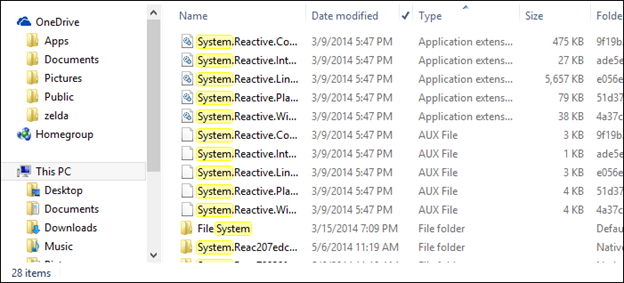 Name Date modified Type Size Folde
OneDrive
Apps
Documents
Pictures
Public
zelda
Homegroup
This PC
Desktop
Documents
Downloads
Music
System.Reactive.Co... 3/9/2014 5:47 PM Application extens... 475 KB 9f19b.
System.Reactive.Int... 3/9/2014 5:47 PM Application extens... 27 KB ade5e
System.Reactive.Lin... 3/9/2014 5:47 PM Application extens... 5,657 KB e056e
System.Reactive.Pla... 3/9/2014 5:47 PM Application extens... 79 KB 51d37
System.Reactive.Wi... 3/9/2014 5:47 PM Application extens... 38 KB 4a37c
System.Reactive.Co... 3/9/2014 5:47 PM AUX File 3 KB 9f19b.
System.Reactive.Int... 3/9/2014 5:47 PM AUX File 1 KB ade5e
System.Reactive.Lin... 3/9/2014 5:47 PM AUX File 3 KB e056e
System.Reactive.Pla... 3/9/2014 5:47 PM AUX File 4 KB 51d37
System.Reactive.Wi... 3/9/2014 5:47 PM AUX File 4 KB 4a37c
File System 3/15/2014 7:09 PM File folder Defau
System.Reac207edc... 5/6/2014 11:19 AM File folder Native
28 items